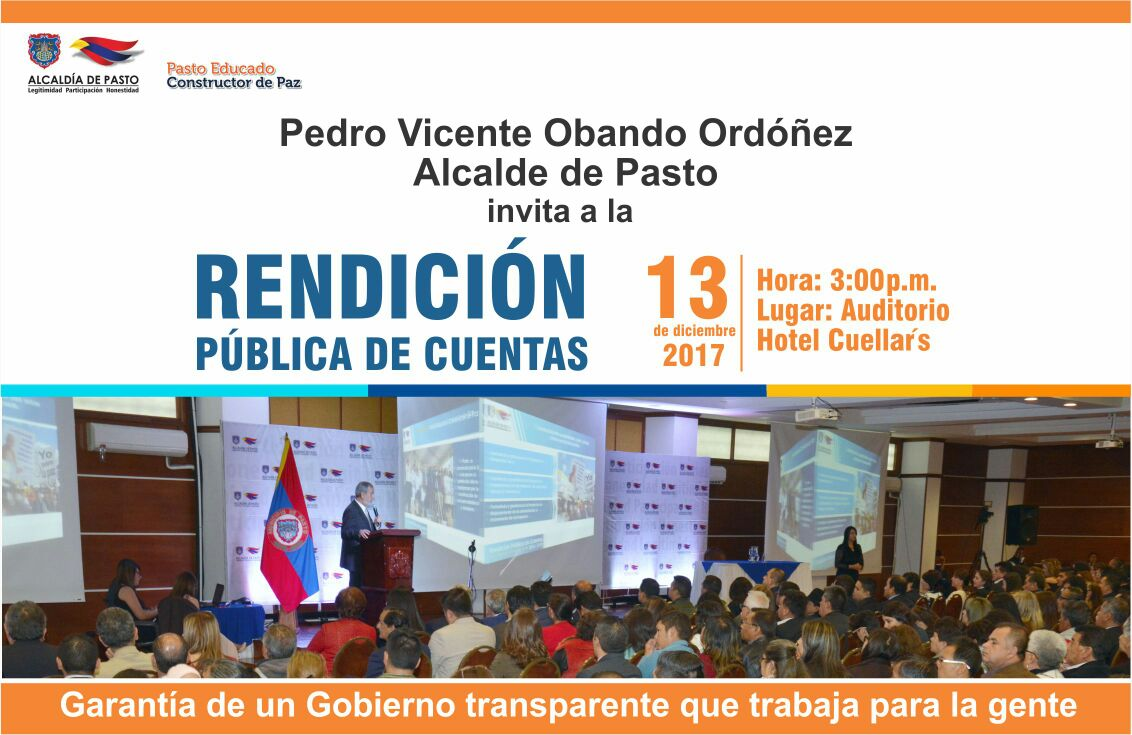 ALCALDÍA DE PASTO
Legitimidad Participación Honestidad
Pasto Educado
Constructor de Paz
Pedro Vicente Obando Ordóñez
Alcalde de Pasto
invita a la
RENDICIÓN
PÚBLICA DE CUENTAS
13
de diciembre
2017
Hora: 3:00p.m.
Lugar: Auditorio
Hotel Cuellar´s
Yo
Garantía de un Gobierno transparente que trabaja para la gente